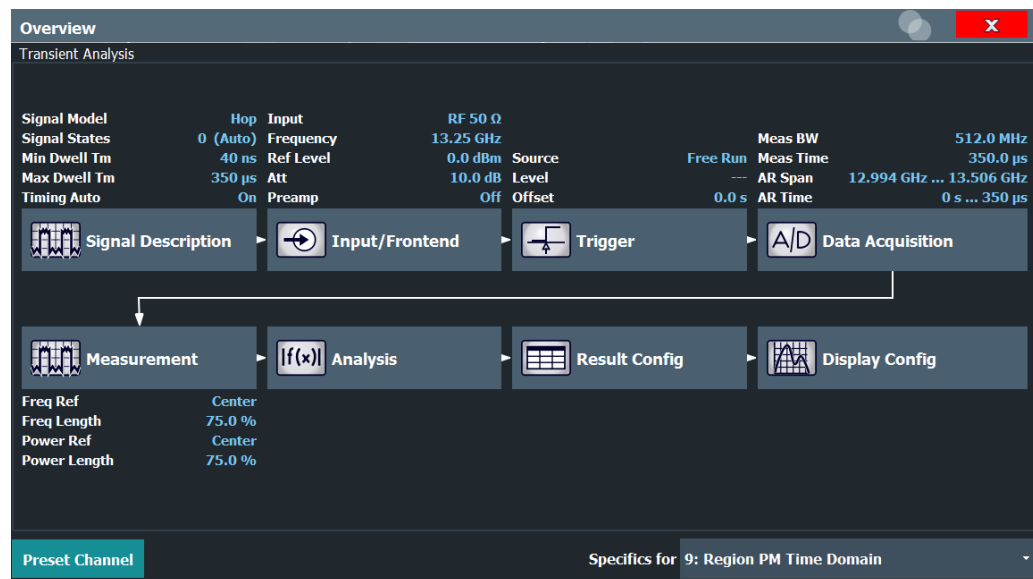 Overview
X
Transient Analysis
Signal Model Hop Input RF 50 Ω
Signal States 0 (Auto) Frequency 13.25 GHz Meas BW 512.0 MHz
Min Dwell Tm 40 ns Ref Level 0.0 dBm Source Free Run Meas Time 350.0 µs
Max Dwell Tm 350 µs Att 10.0 dB Level --- AR Span 12.994 GHz ... 13.506 GHz
Timing Auto On Preamp Off Offset 0.0 s AR Time 0 s ... 350 µs
Signal Description Input/Frontend Trigger A/D Data Acquisition
Measurement |f(x)| Analysis Result Config Display Config
Freq Ref Center
Freq Length 75.0 %
Power Ref Center
Power Length 75.0 %
Preset Channel Specifics for 9: Region PM Time Domain